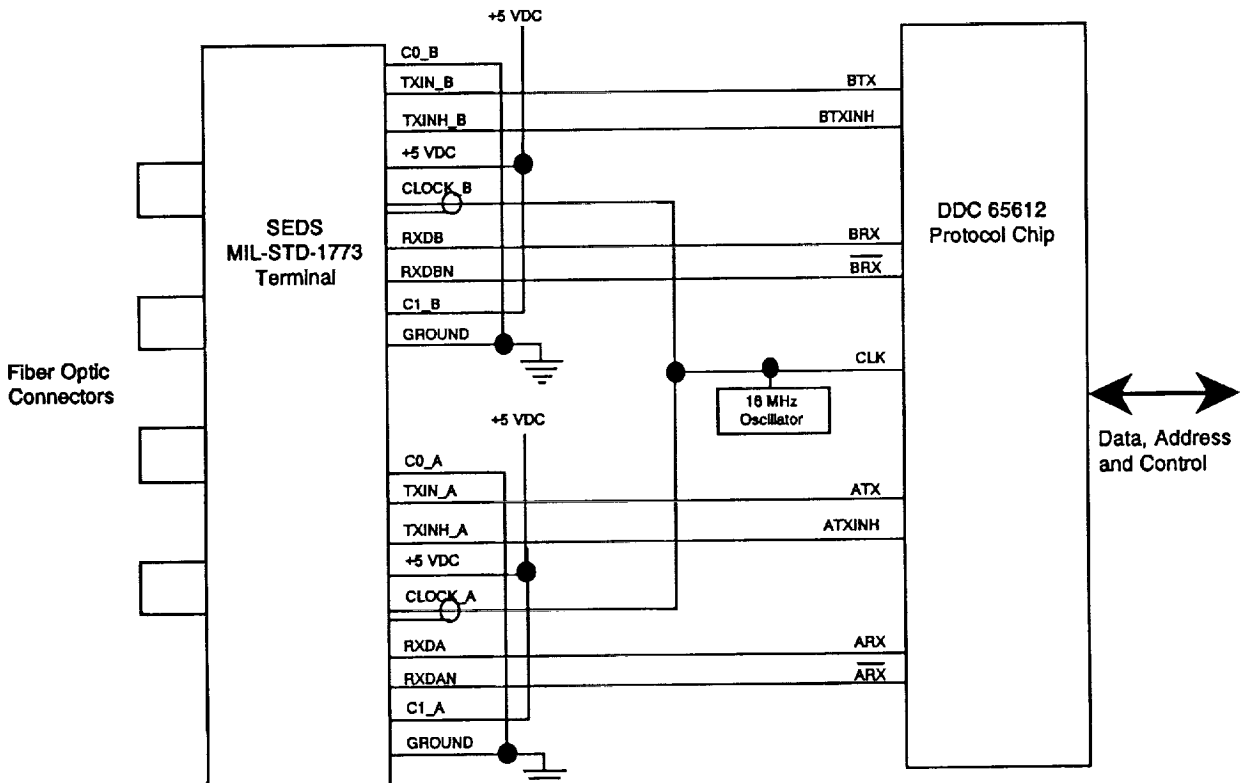 +5 VDC
C0_B
TXIN_B
BTX
TXINH_B
BTXINH
+5 VDC
CLOCK_B
SEDS
MIL-STD-1773
Terminal
DDC 65612
Protocol Chip
RXDB
BRX
RXDBN
BRX
C1_B
GROUND
Fiber Optic
Connectors
CLK
16 MHz
Oscillator
+5 VDC
Data, Address
and Control
C0_A
TXIN_A
ATX
TXINH_A
ATXINH
+5 VDC
CLOCK_A
RXDA
ARX
RXDAN
ARX
C1_A
GROUND